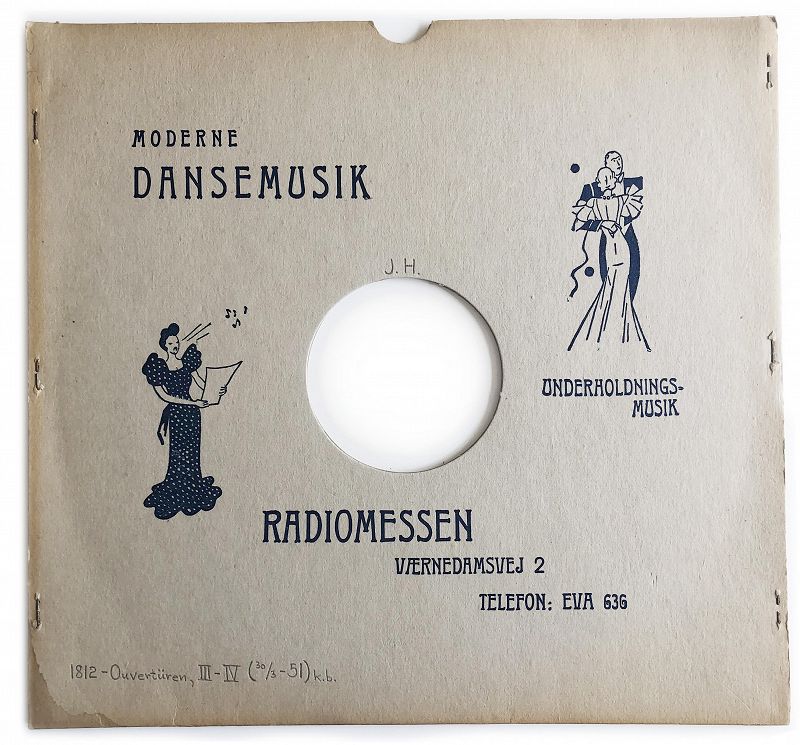 MODERNE
DANSEMUSIK
J.H.
UNDERHOLDNINGS-
MUSIK
RADIOMESSEN
VÆRNEDAMSVEJ 2
TELEFON: EVA 636
1812-Ouvertüren, III-IV (30/3-51) k.b.